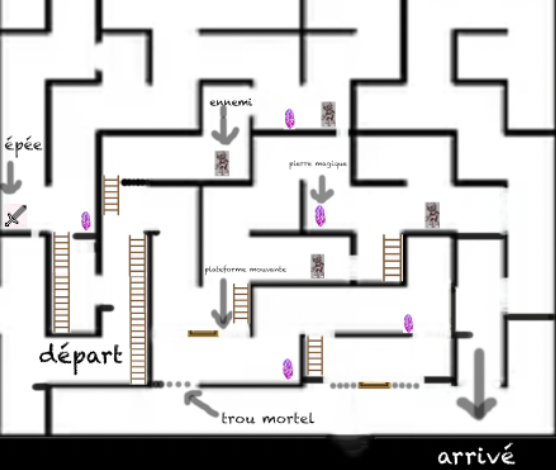 ennemi
épée
pierre magique
plateforme mouvante
départ
trou mortel
arrivé